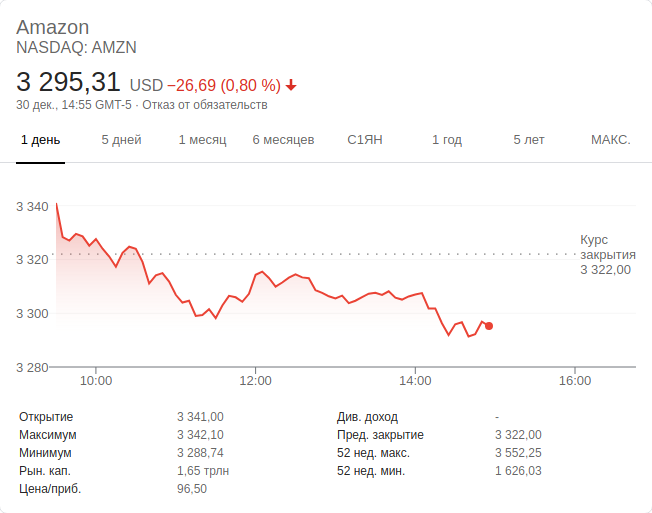 Amazon
NASDAQ: AMZN
3 295,31 USD −26,69 (0,80 %)
30 дек., 14:55 GMT-5 · Отказ от обязательств
1 день 5 дней 1 месяц 6 месяцев С1ЯН 1 год 5 лет МАКС.
3 340
3 320
3 300
3 280
Курс
закрытия
3 322,00
10:00 12:00 14:00 16:00
Открытие 3 341,00
Максимум 3 342,10
Минимум 3 288,74
Рын. кап. 1,65 трлн
Цена/приб. 96,50
Див. доход -
Пред. закрытие 3 322,00
52 нед. макс. 3 552,25
52 нед. мин. 1 626,03